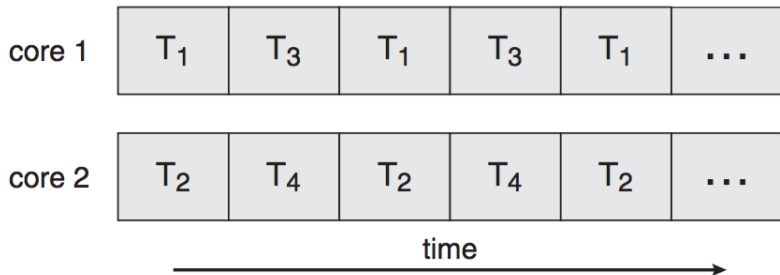 core 1 T₁ T₃ T₁ T₃ T₁ ...
core 2 T₂ T₄ T₂ T₄ T₂ ...
time